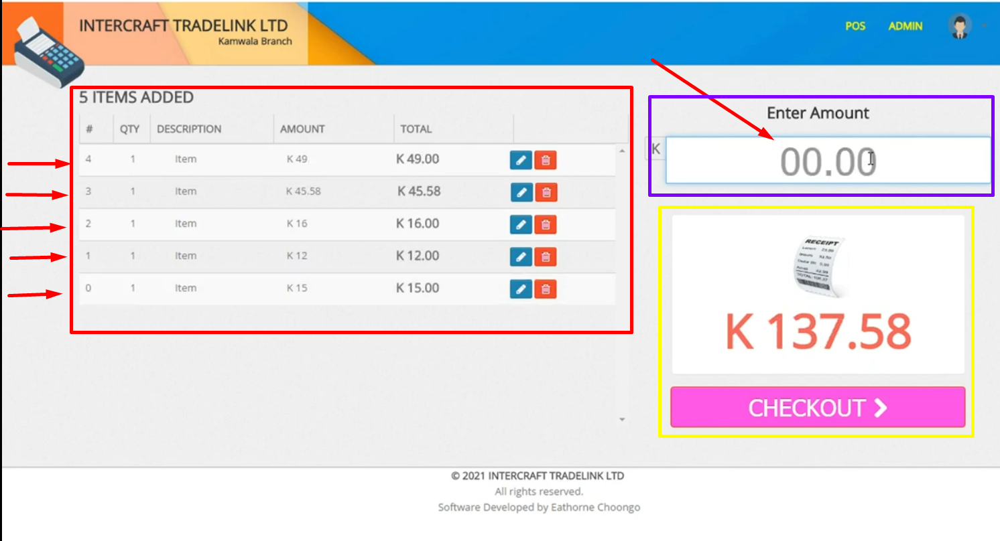 INTERCRAFT TRADELINK LTD
Kamwala Branch
POS ADMIN
5 ITEMS ADDED
# QTY DESCRIPTION AMOUNT TOTAL
4 1 Item K 49 K 49.00
3 1 Item K 45.58 K 45.58
2 1 Item K 16 K 16.00
1 1 Item K 12 K 12.00
0 1 Item K 15 K 15.00
Enter Amount
K 00.00
RECEIPT
K 137.58
CHECKOUT
© 2021 INTERCRAFT TRADELINK LTD
All rights reserved.
Software Developed by Eathorne Choongo